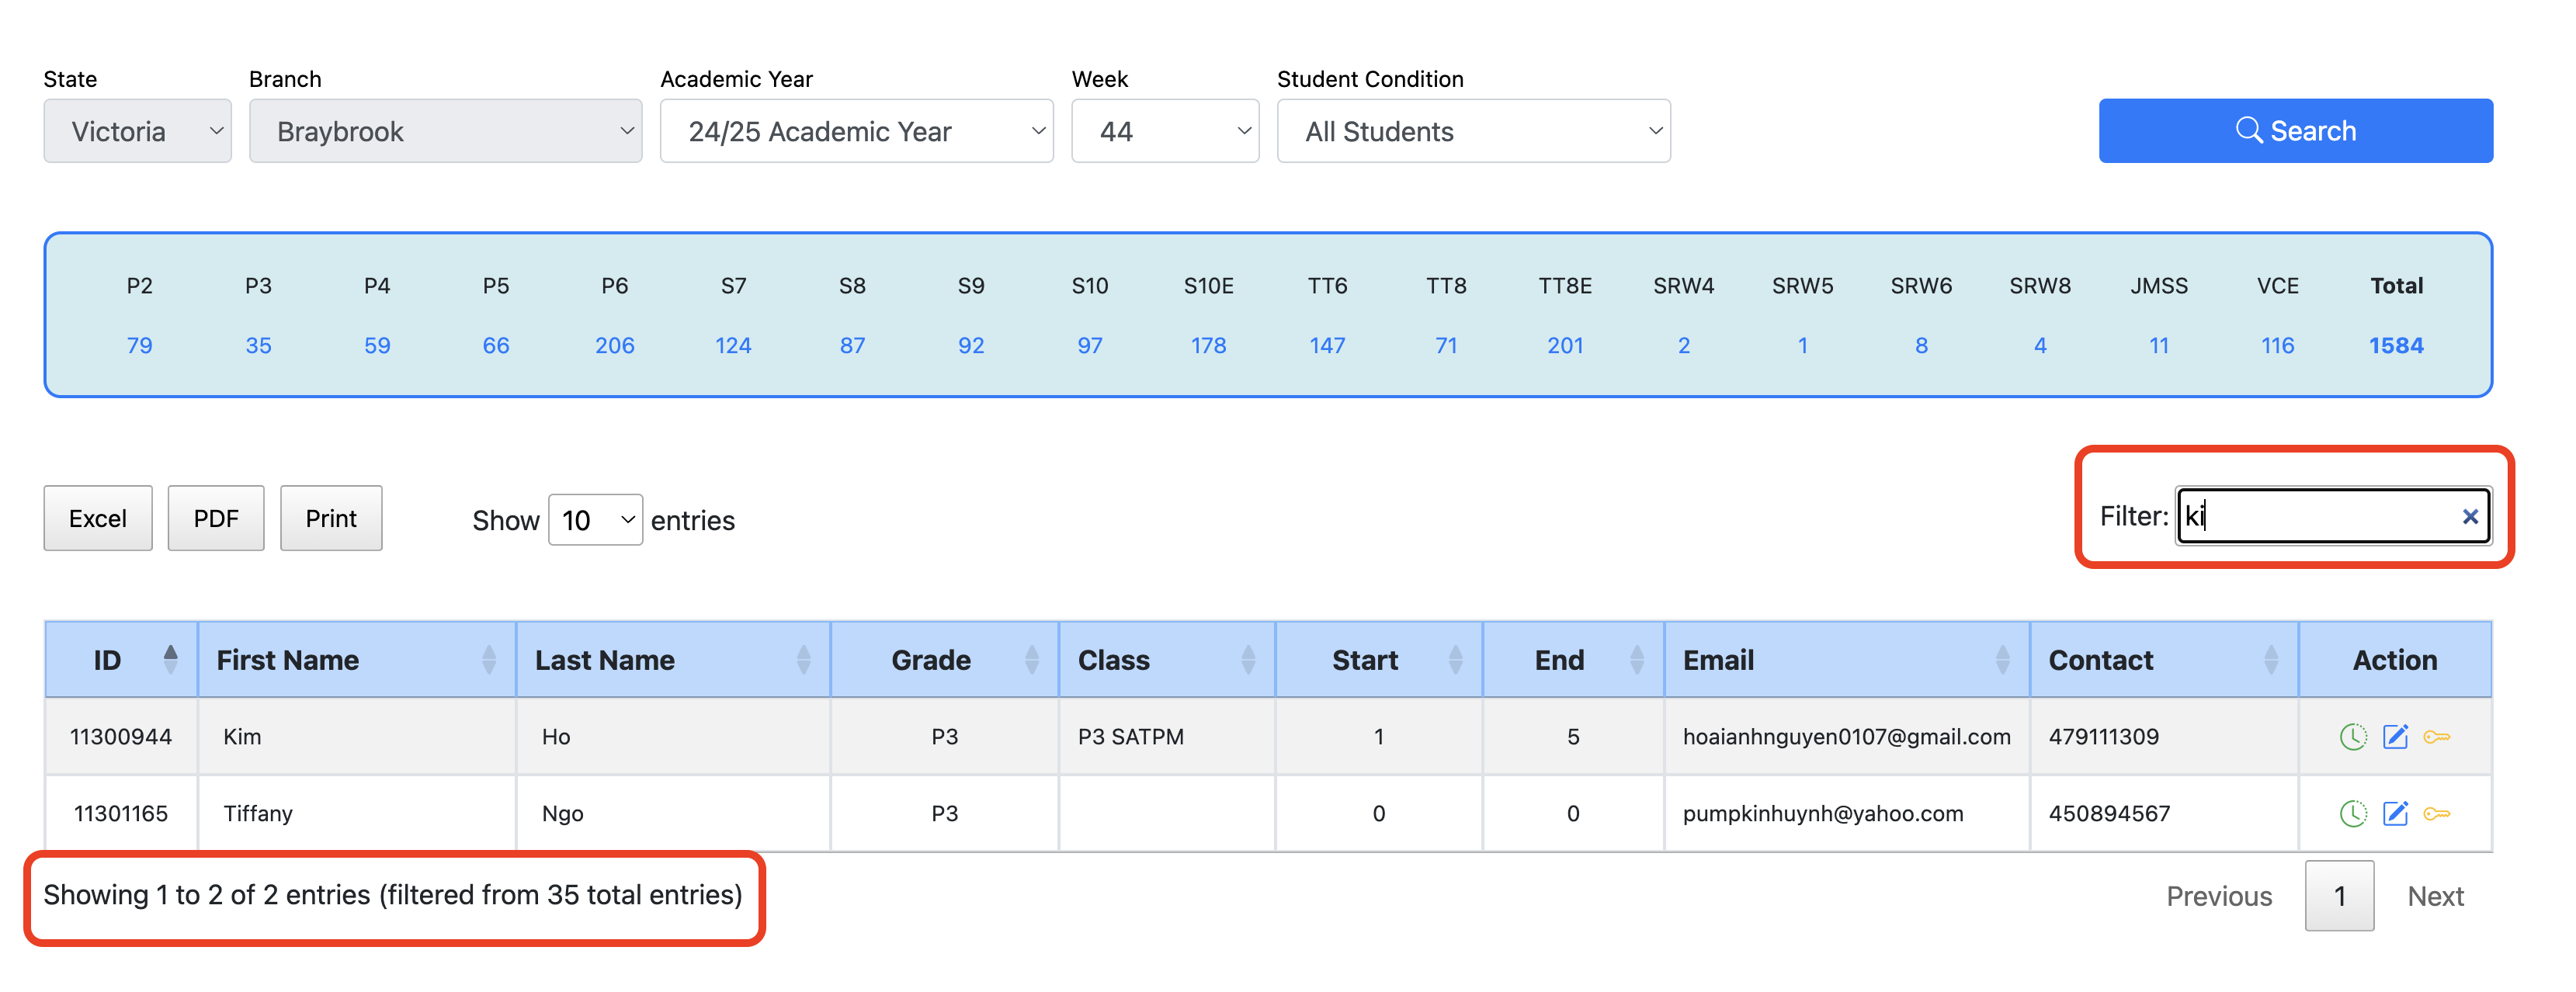 State Branch Academic Year Week Student Condition
Victoria Braybrook 24/25 Academic Year 44 All Students Search
P2 P3 P4 P5 P6 S7 S8 S9 S10 S10E TT6 TT8 TT8E SRW4 SRW5 SRW6 SRW8 JMSS VCE Total
79 35 59 66 206 124 87 92 97 178 147 71 201 2 1 8 4 11 116 1584
Excel PDF Print Show 10 entries Filter: ki
ID First Name Last Name Grade Class Start End Email Contact Action
11300944 Kim Ho P3 P3 SATPM 1 5 hoaianhnguyen0107@gmail.com 479111309
11301165 Tiffany Ngo P3 0 0 pumpkinhuynh@yahoo.com 450894567
Showing 1 to 2 of 2 entries (filtered from 35 total entries) Previous 1 Next